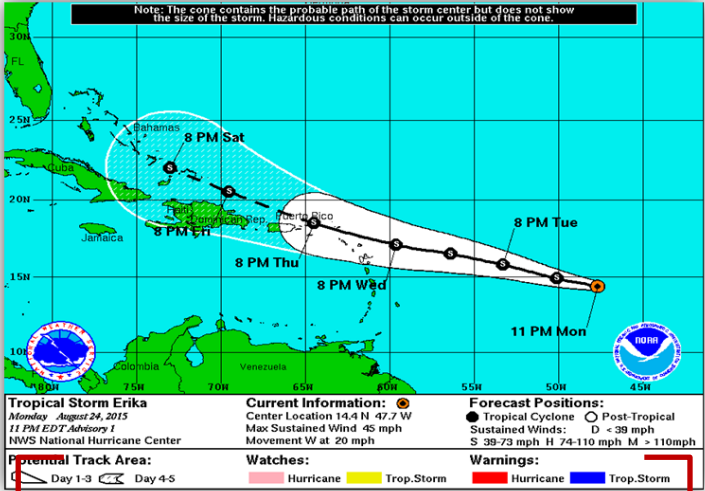 Note: The cone contains the probable path of the storm center but does not show
the size of the storm. Hazardous conditions can occur outside of the cone.
30N
FL
25N
Bahamas
8 PM Sat
Cuba
20N
Haiti
Dominican Rep.
Puerto Rico
8 PM Tue
8 PM Fri
Jamaica
8 PM Thu
8 PM Wed
15N
11 PM Mon
NOAA
10N
Colombia
Venezuela
80W 75W 70W 65W 60W 55W 50W 45W
Tropical Storm Erika
Monday August 24, 2015
11 PM EDT Advisory 1
NWS National Hurricane Center
Current Information:
Center Location 14.4 N 47.7 W
Max Sustained Wind 45 mph
Movement W at 20 mph
Forecast Positions:
Tropical Cyclone Post-Tropical
Sustained Winds: D < 39 mph
S 39-73 mph H 74-110 mph M > 110mph
Potential Track Area:
Day 1-3 Day 4-5
Watches:
Hurricane Trop.Storm
Warnings:
Hurricane Trop.Storm